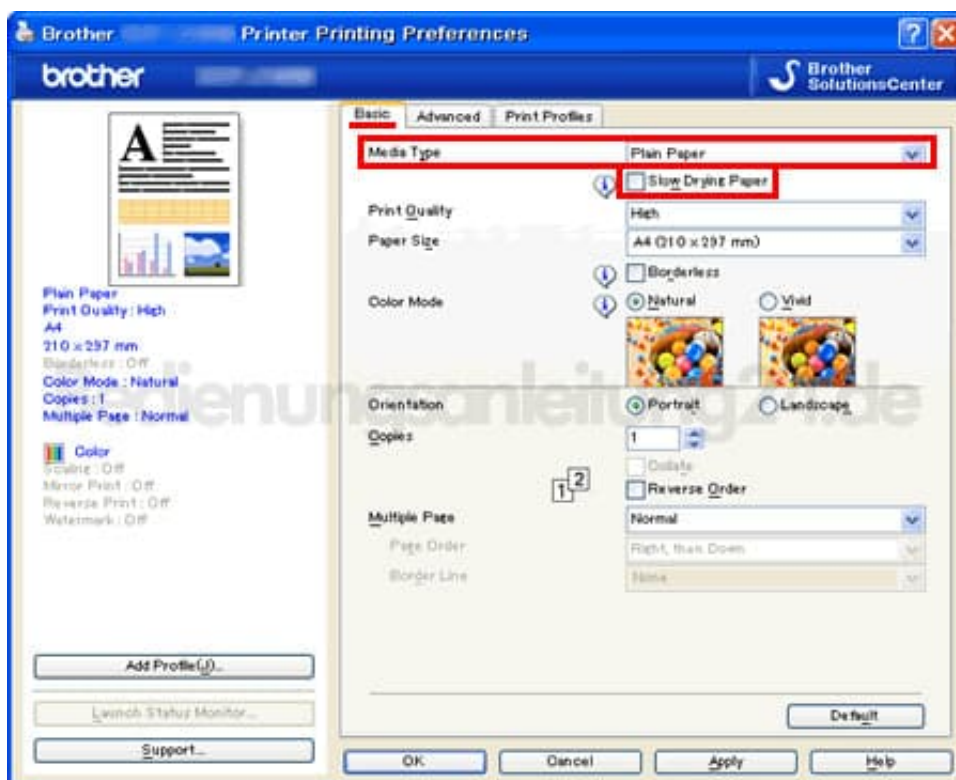 Brother Printer Printing Preferences
brother
Brother SolutionsCenter
Basic Advanced Print Profiles
A
Media Type Plain Paper
Slow Drying Paper
Print Quality High
Paper Size A4 (210 x 297 mm)
Borderless
Color Mode Natural Vivid
Orientation Portrait Landscape
Copies 1
Collate
1 2
Reverse Order
Multiple Page Normal
Page Order Right, then Down
Border Line None
Plain Paper
Print Quality : High
A4
210 x 297 mm
Borderless : Off
Color Mode : Natural
Copies : 1
Multiple Page : Normal
Color
Scaling : Off
Mirror Print : Off
Reverse Print : Off
Watermark : Off
bedienungsanleitung24.de
Add Profile(J)...
Launch Status Monitor...
Support...
Default
OK Cancel Apply Help